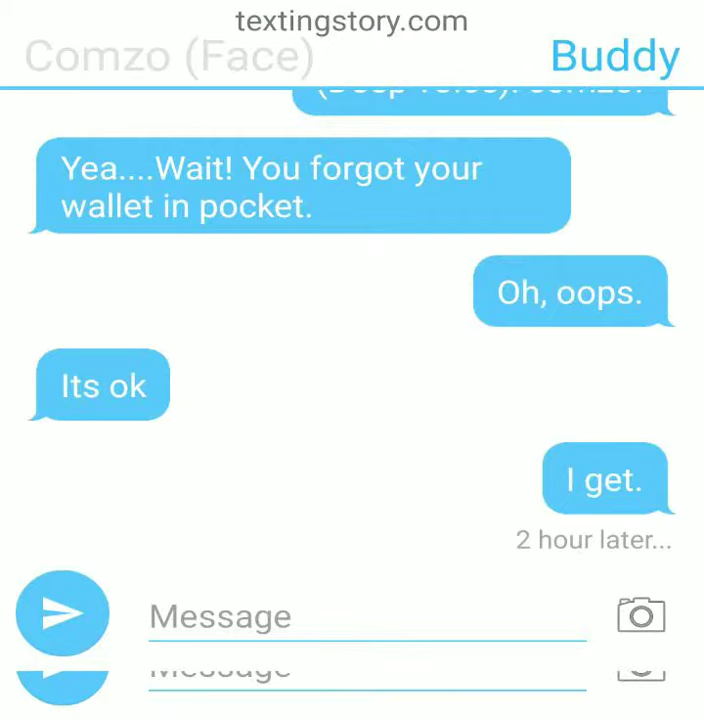 textingstory.com
Comzo (Face)
Buddy
Yea....Wait! You forgot your
wallet in pocket.
Oh, oops.
Its ok
I get.
2 hour later...
Message